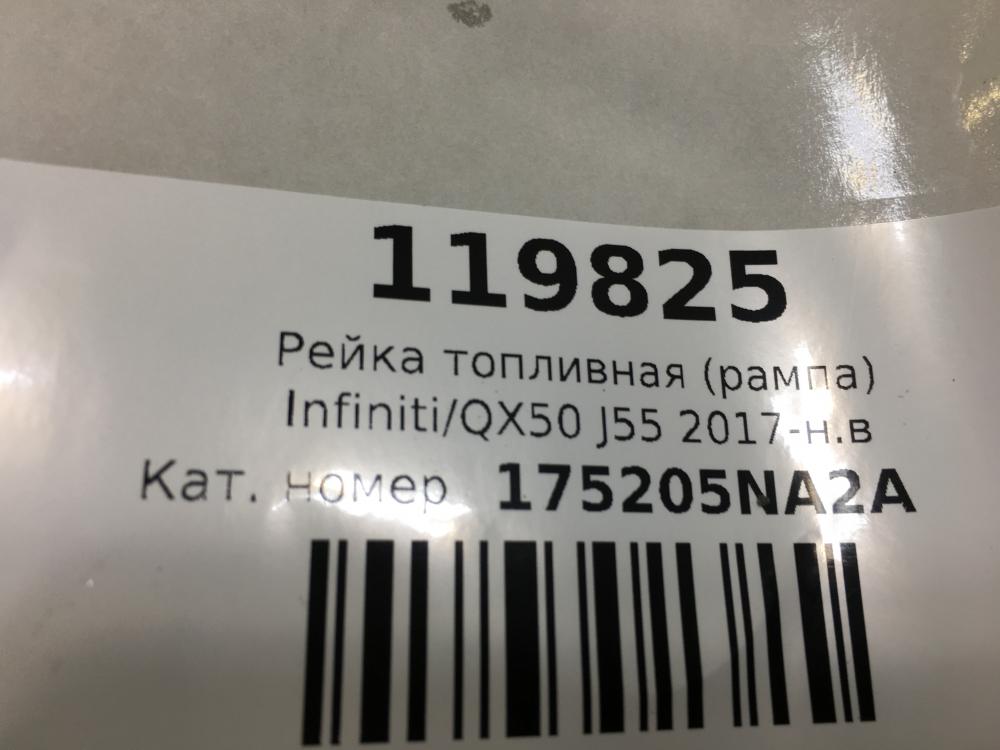 119825
Рейка топливная (рампа)
Infiniti/QX50 J55 2017-н.в
Кат. номер 175205NA2A